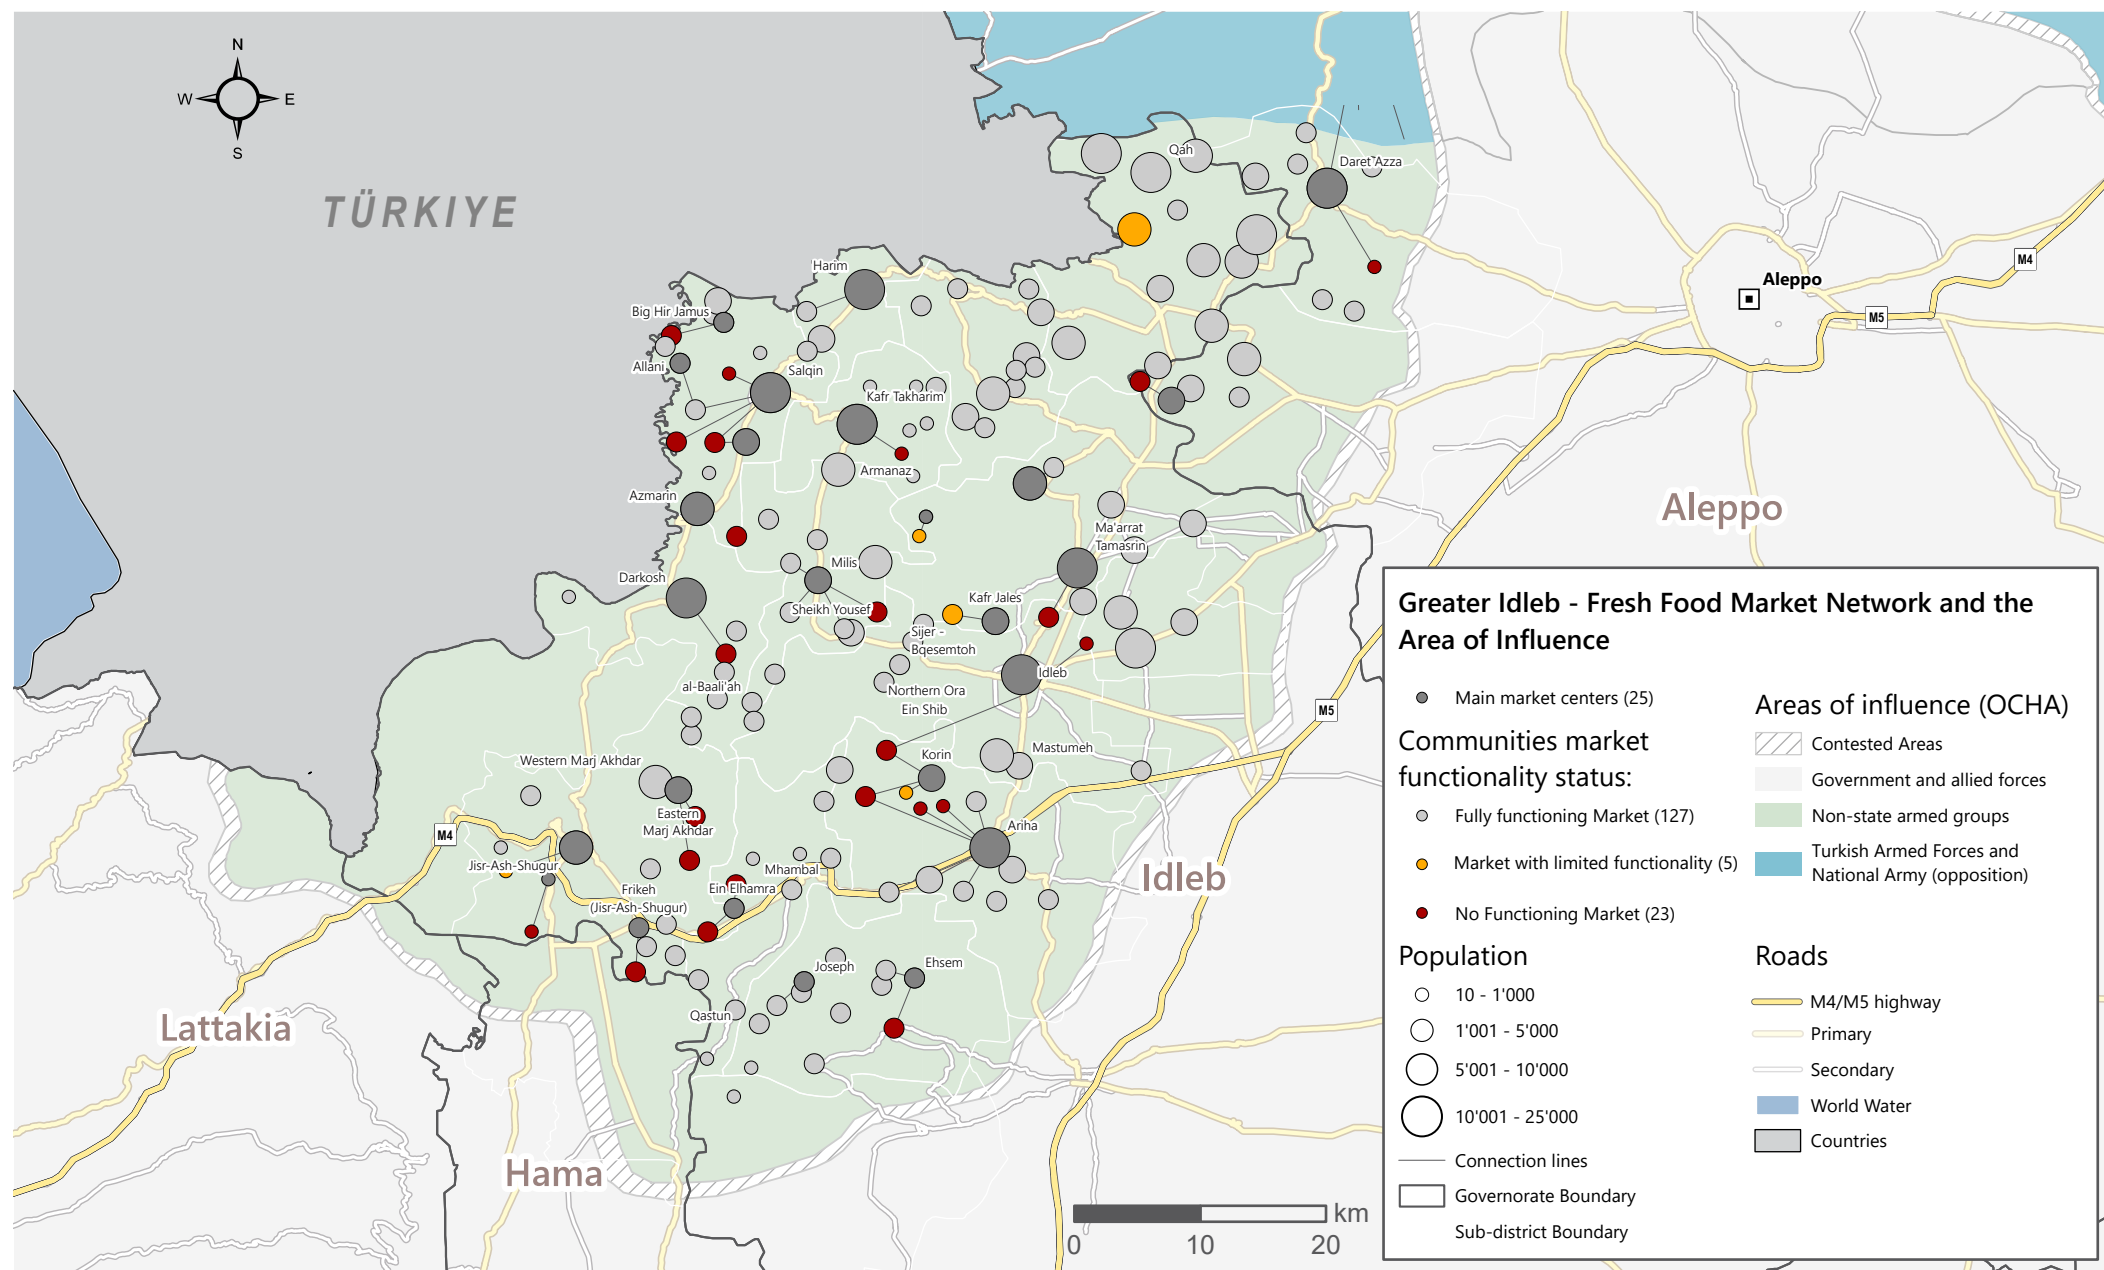 N
W
E
S
TÜRKIYE
Qah
Daret Azza
Harim
Big Hir Jamus
Allani
Salqin
Kafr Takharim
Armanaz
Azmarin
Ma'arrat
Tamasrin
Milis
Darkosh
Sheikh Yousef
Kafr Jales
Sijer -
Bqesemtoh
Idleb
al-Baali'ah
Northern Ora
Ein Shib
Western Marj Akhdar
Korin
Mastumeh
Eastern
Marj Akhdar
Ariha
M4
Jisr-Ash-Shugur
Mhambal
Frikeh
(Jisr-Ash-Shugur)
Ein Elhamra
Joseph
Ehsem
Qastun
Aleppo
M4
M5
Aleppo
M5
Idleb
Lattakia
Hama
km
0
10
20
Greater Idleb - Fresh Food Market Network and the
Area of Influence
Main market centers (25)
Communities market
functionality status:
Fully functioning Market (127)
Market with limited functionality (5)
No Functioning Market (23)
Population
10 - 1'000
1'001 - 5'000
5'001 - 10'000
10'001 - 25'000
Connection lines
Governorate Boundary
Sub-district Boundary
Areas of influence (OCHA)
Contested Areas
Government and allied forces
Non-state armed groups
Turkish Armed Forces and
National Army (opposition)
Roads
M4/M5 highway
Primary
Secondary
World Water
Countries